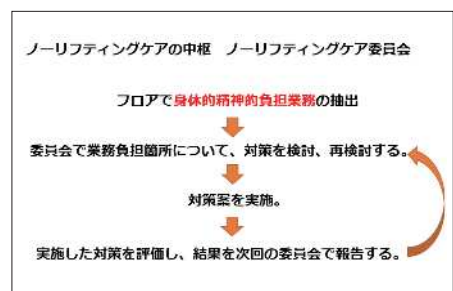 ノーリフティングケアの中枢　ノーリフティングケア委員会
フロアで身体的精神的負担業務の抽出
委員会で業務負担箇所について、対策を検討、再検討する。
対策案を実施。
実施した対策を評価し、結果を次回の委員会で報告する。